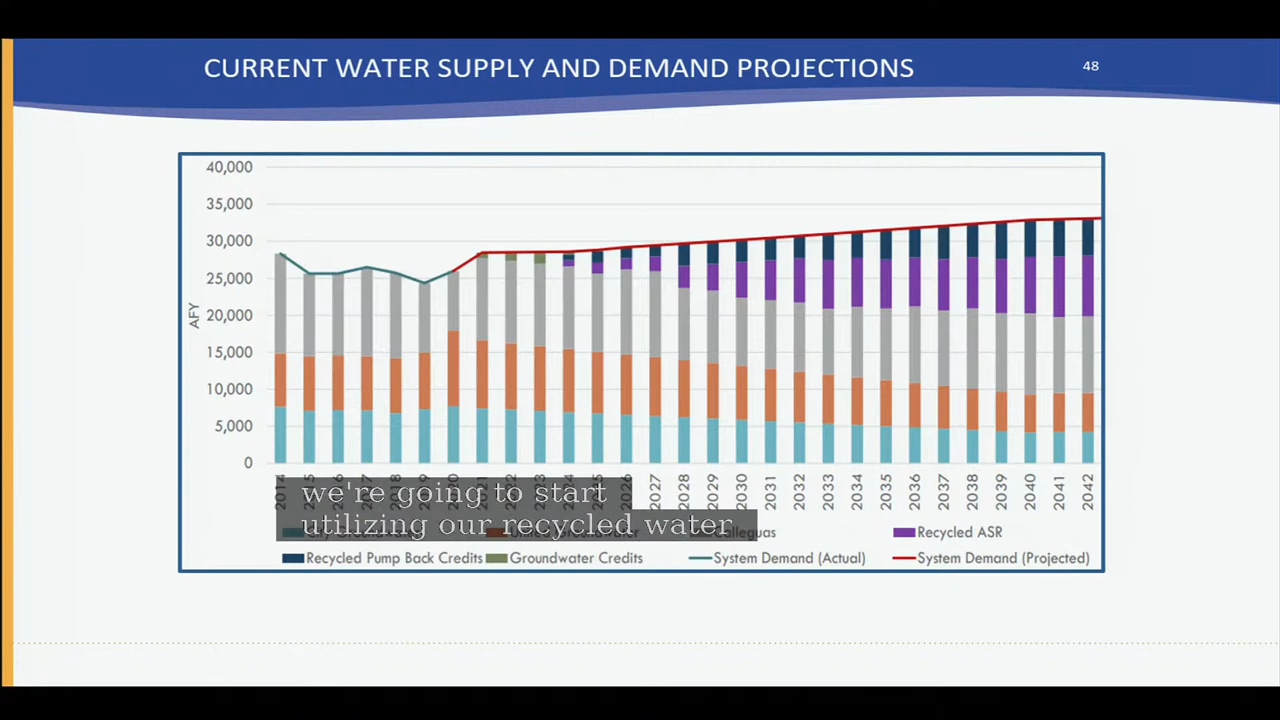 CURRENT WATER SUPPLY AND DEMAND PROJECTIONS
48
40,000
35,000
30,000
25,000
20,000
15,000
10,000
5,000
0
AFY
2027 2028 2029 2030 2031 2032 2033 2034 2035 2036 2037 2038 2039 2040 2041 2042
we're going to start
utilizing our recycled water
Recycled ASR
Recycled Pump Back Credits Groundwater Credits System Demand (Actual) System Demand (Projected)